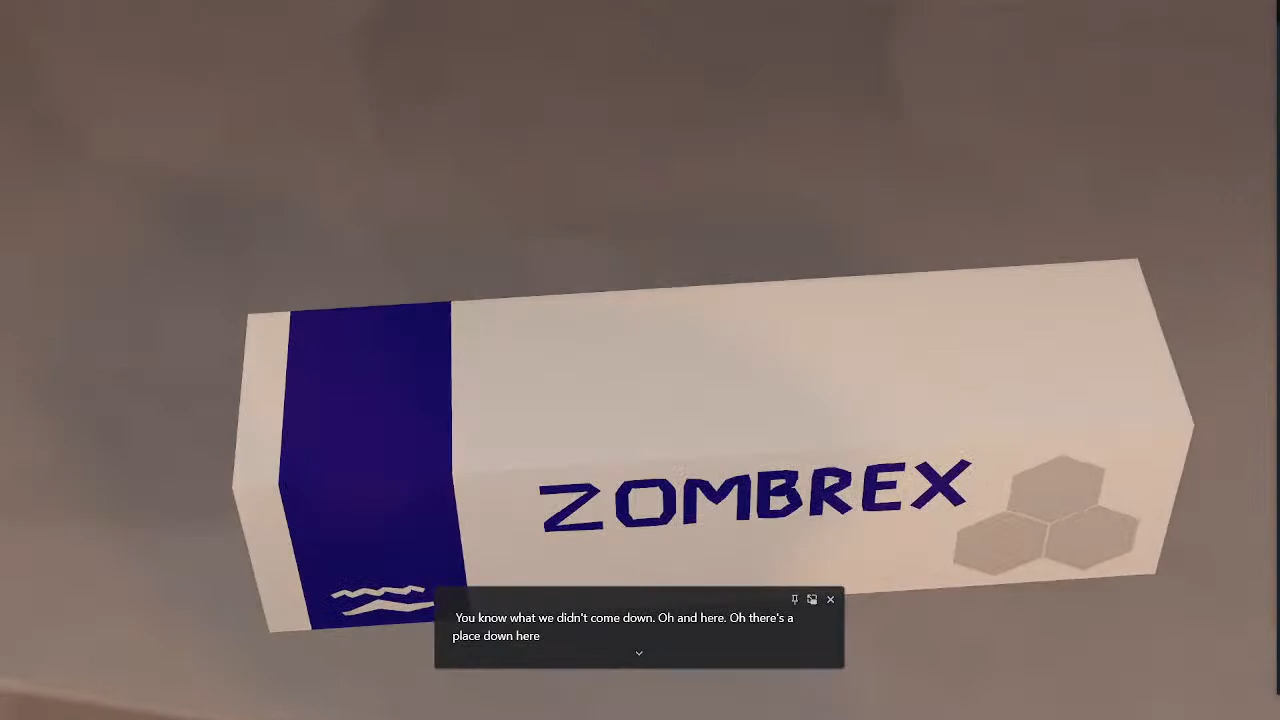 ZOMBREX
You know what we didn't come down. Oh and here. Oh there's a
place down here